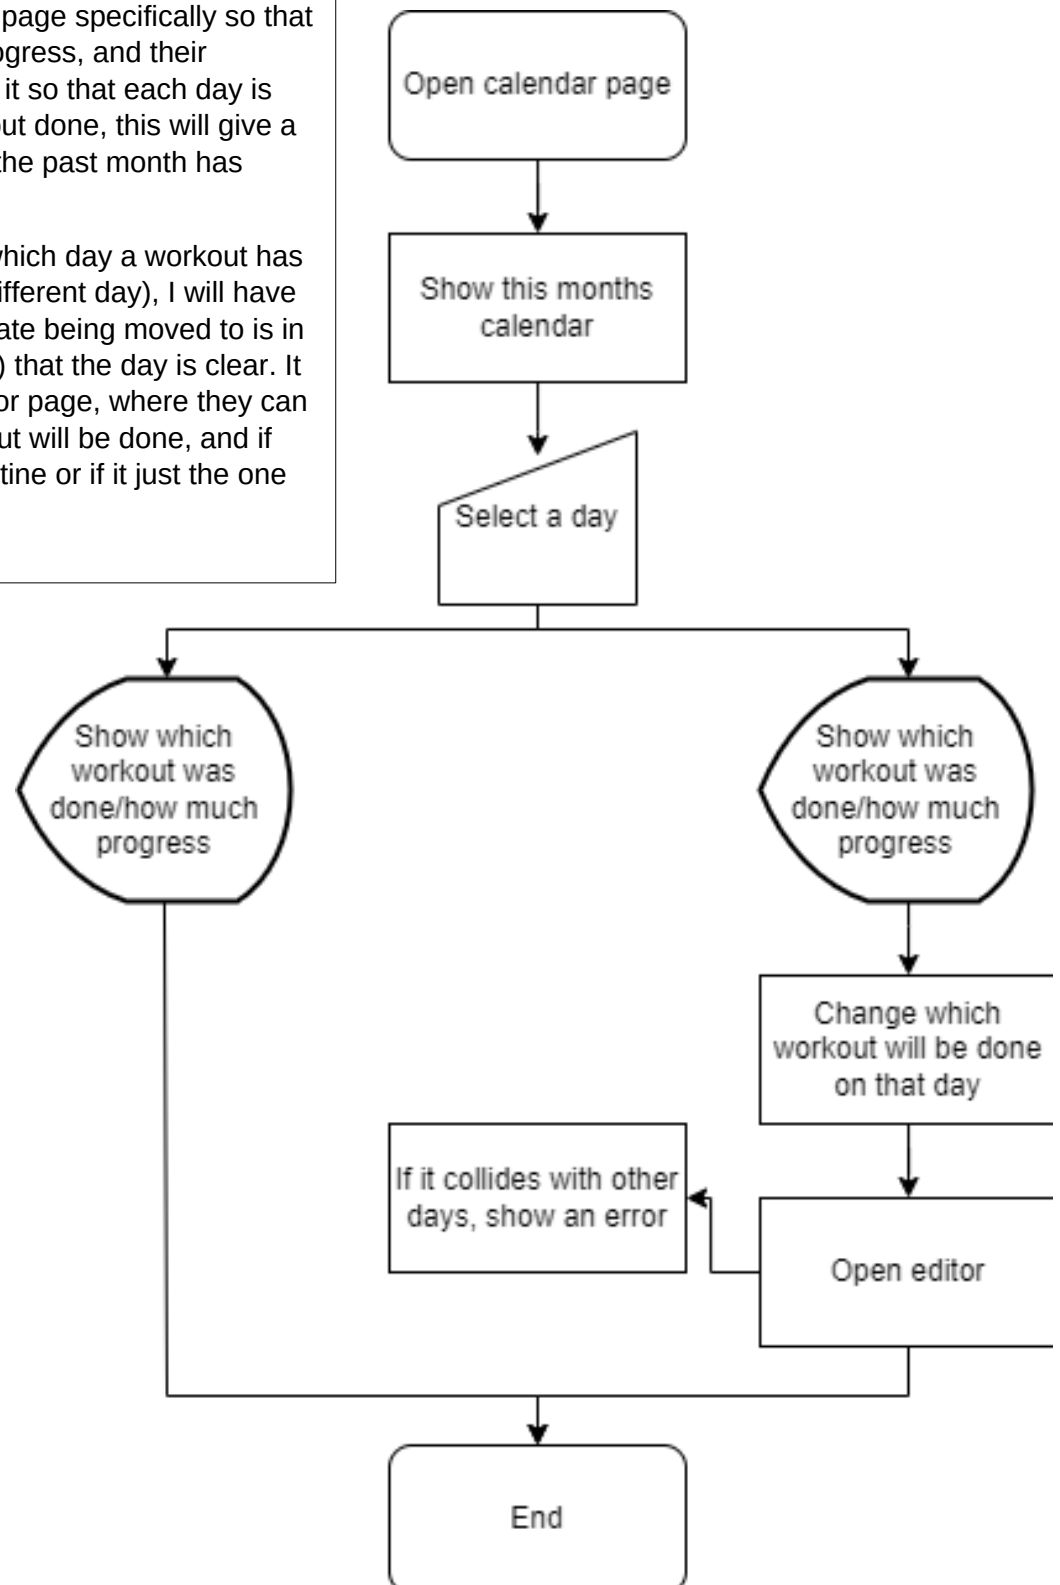 page specifically so that
ogress, and their
it so that each day is
out done, this will give a
the past month has
which day a workout has
ifferent day), I will have
ate being moved to is in
) that the day is clear. It
or page, where they can
ut will be done, and if
tine or if it just the one
Open calendar page
Show this months
calendar
Select a day
Show which
workout was
done/how much
progress
Show which
workout was
done/how much
progress
Change which
workout will be done
on that day
If it collides with other
days, show an error
Open editor
End